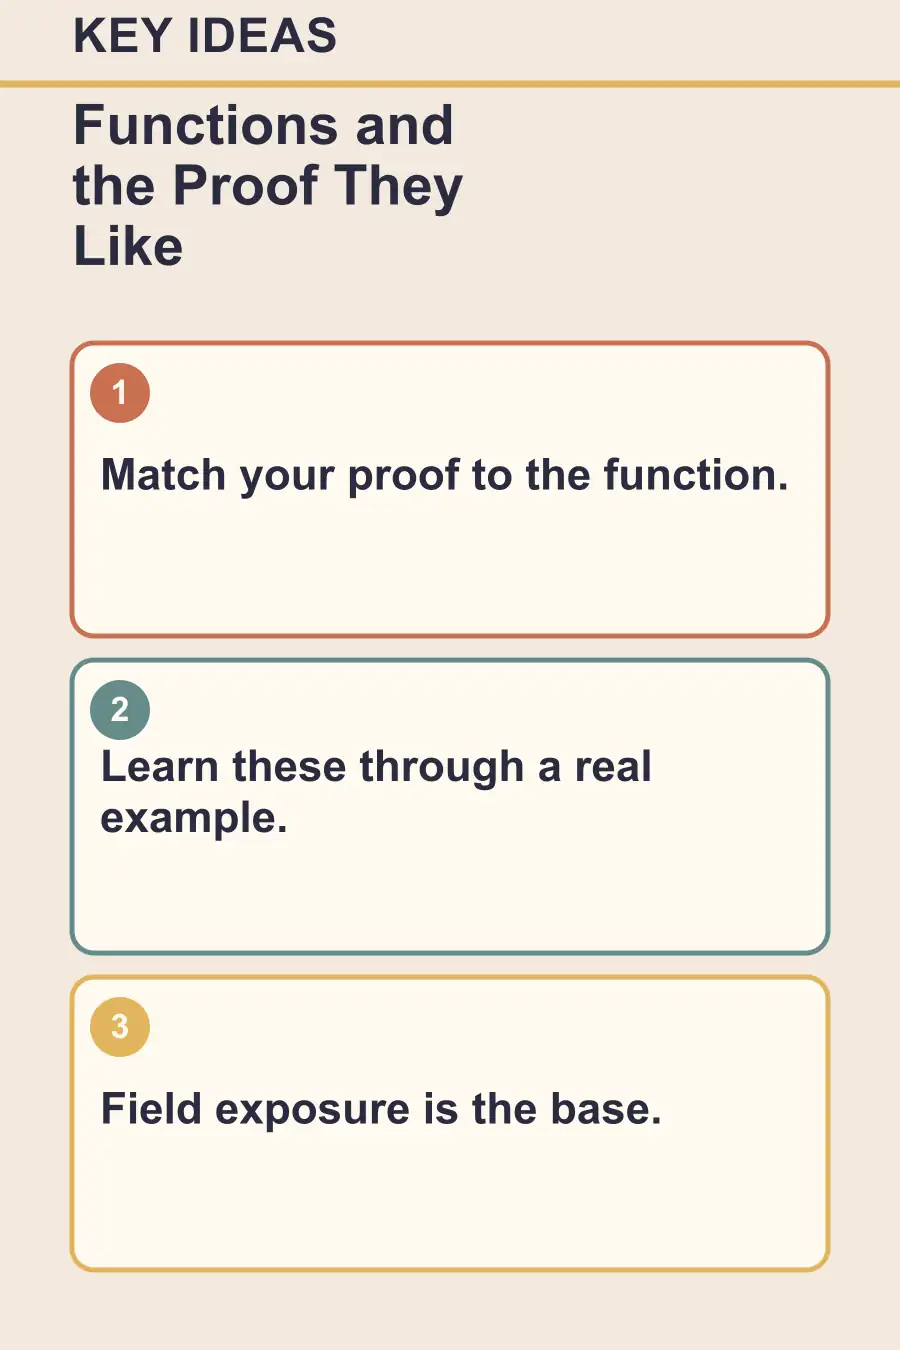 KEY IDEAS
Functions and
the Proof They
Like
1
Match your proof to the function.
2
Learn these through a real
example.
3
Field exposure is the base.